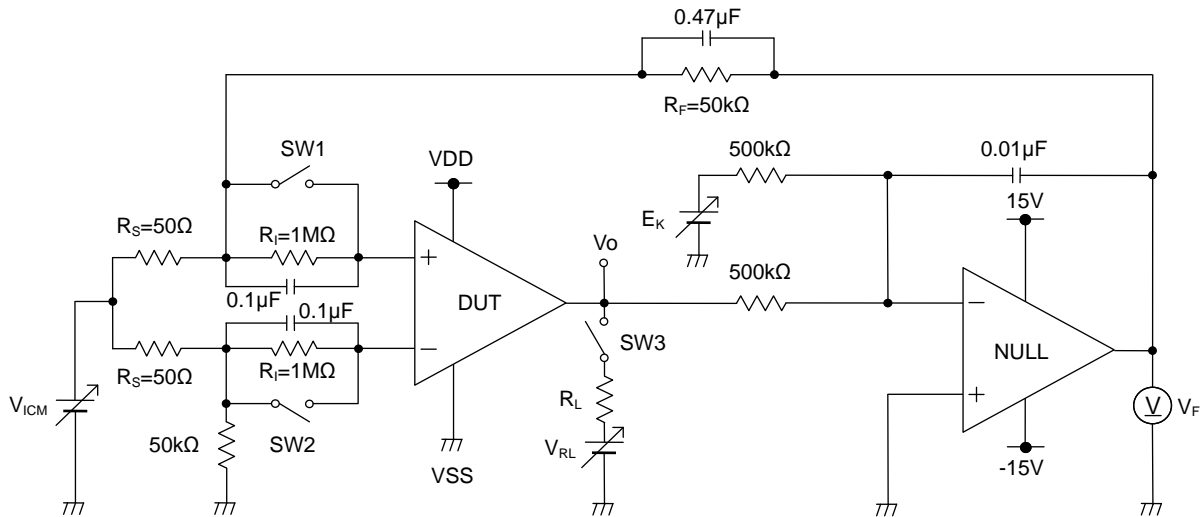 0.47µF
RF=50kΩ
SW1
VDD
500kΩ
0.01µF
15V
EK
RS=50Ω
RI=1MΩ
Vo
500kΩ
0.1µF
0.1µF
DUT
SW3
NULL
RS=50Ω
RI=1MΩ
VICM
RL
V
VF
50kΩ
SW2
VRL
VSS
-15V